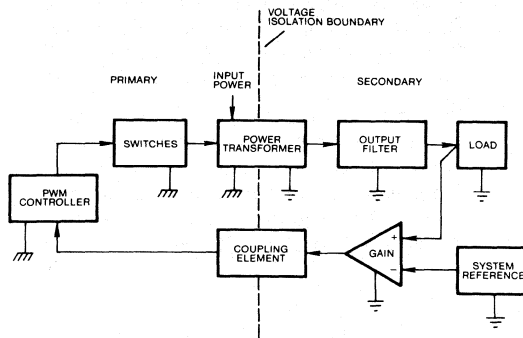 VOLTAGE
ISOLATION BOUNDARY
PRIMARY
INPUT
POWER
SECONDARY
SWITCHES
POWER
TRANSFORMER
OUTPUT
FILTER
LOAD
PWM
CONTROLLER
COUPLING
ELEMENT
+
GAIN
−
SYSTEM
REFERENCE